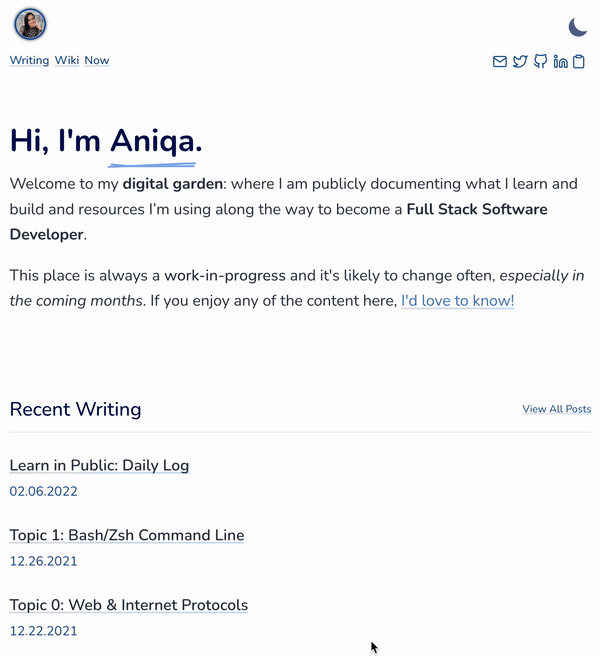 Writing Wiki Now
Hi, I'm Aniqa.
Welcome to my digital garden: where I am publicly documenting what I learn and
build and resources I'm using along the way to become a Full Stack Software
Developer.
This place is always a work-in-progress and it's likely to change often, especially in
the coming months. If you enjoy any of the content here, I'd love to know!
Recent Writing
View All Posts
Learn in Public: Daily Log
02.06.2022
Topic 1: Bash/Zsh Command Line
12.26.2021
Topic 0: Web & Internet Protocols
12.22.2021